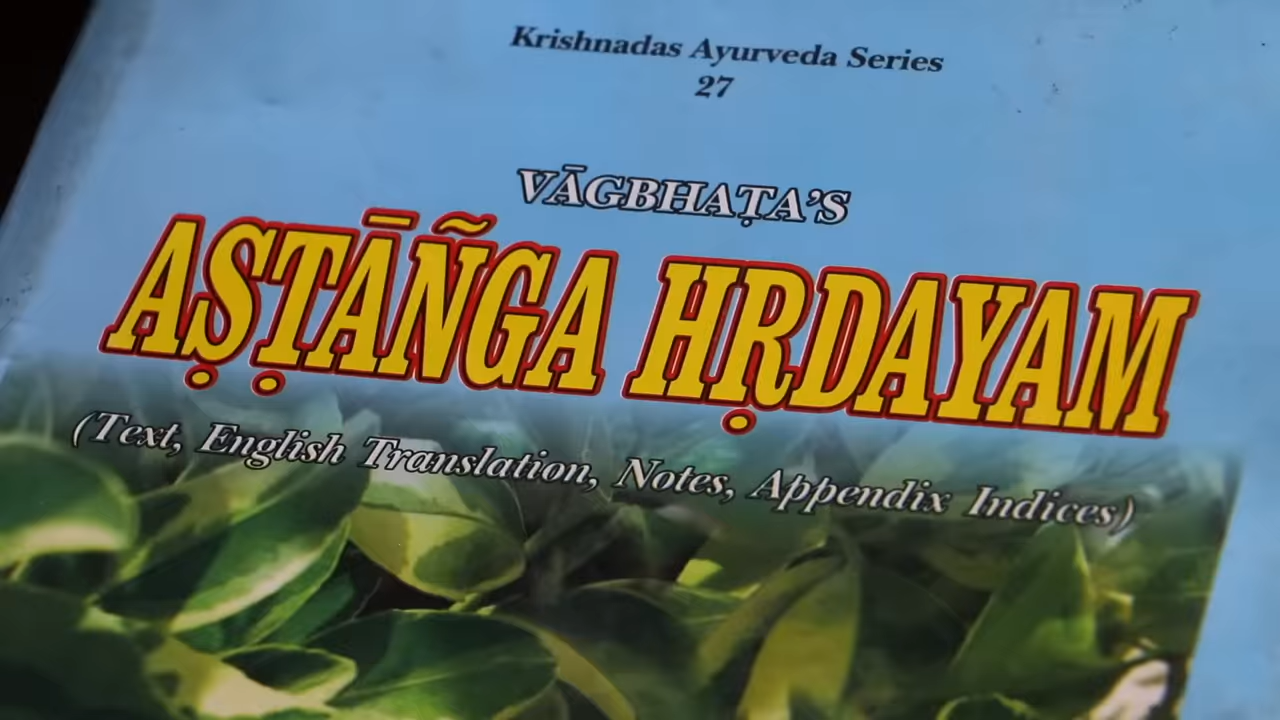 Krishnadas Ayurveda Series
27
VĀGBHAṬA'S
AṢṬĀÑGA HṚDAYAM
(Text, English Translation, Notes, Appendix Indices)